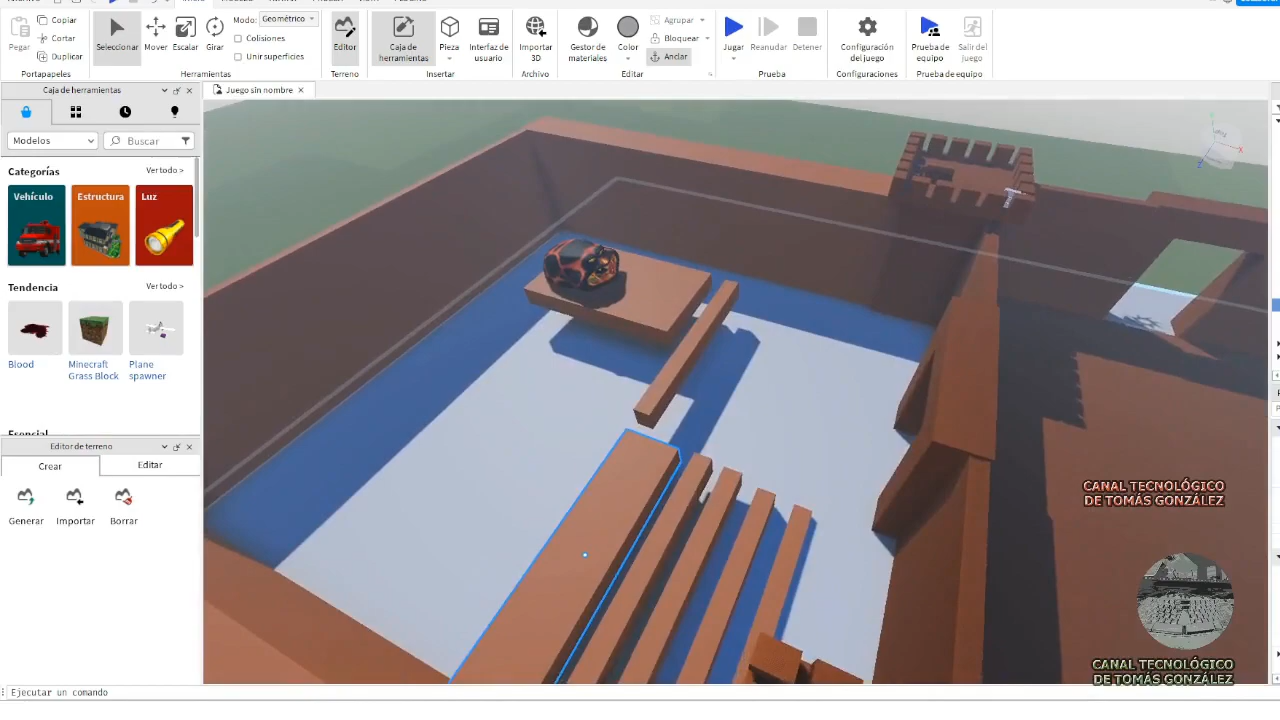 Pegar
Copiar
Cortar
Duplicar
Portapapeles
Seleccionar
Mover
Escalar
Girar
Modo:
Geométrico
Colisiones
Unir superficies
Herramientas
Editor
Terreno
Caja de
herramientas
Pieza
Interfaz de
usuario
Insertar
Importar
3D
Archivo
Gestor de
materiales
Color
Agrupar
Bloquear
Anclar
Editar
Jugar
Reanudar
Detener
Prueba
Configuración
del juego
Configuraciones
Prueba de
equipo
Salir del
juego
Prueba de equipo
Caja de herramientas
Juego sin nombre
Modelos
Buscar
Categorías
Ver todo >
Vehículo
Estructura
Luz
Tendencia
Ver todo >
Blood
Minecraft
Grass Block
Plane
spawner
Esencial
Editor de terreno
Crear
Editar
Generar
Importar
Borrar
Ejecutar un comando
X
CANAL TECNOLÓGICO
DE TOMÁS GONZÁLEZ
CANAL TECNOLÓGICO
DE TOMÁS GONZÁLEZ